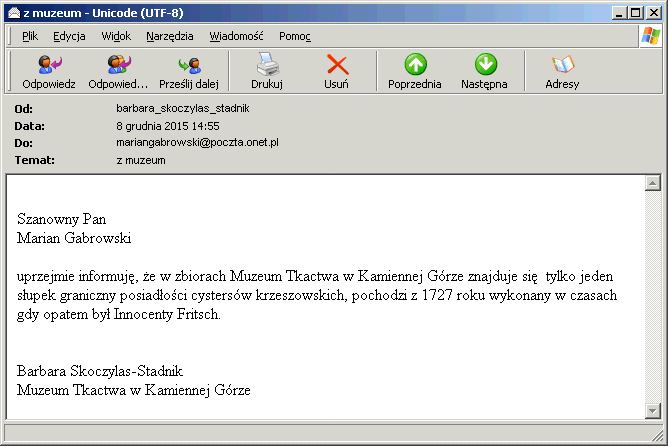 z muzeum - Unicode (UTF-8)
Plik Edycja Widok Narzędzia Wiadomość Pomoc
Odpowiedz Odpowied... Prześlij dalej Drukuj Usuń Poprzednia Następna Adresy
Od: barbara_skoczylas_stadnik
Data: 8 grudnia 2015 14:55
Do: mariangabrowski@poczta.onet.pl
Temat: z muzeum
Szanowny Pan
Marian Gabrowski
uprzejmie informuję, że w zbiorach Muzeum Tkactwa w Kamiennej Górze znajduje się  tylko jeden
słupek graniczny posiadłości cystersów krzeszowskich, pochodzi z 1727 roku wykonany w czasach
gdy opatem był Innocenty Fritsch.
Barbara Skoczylas-Stadnik
Muzeum Tkactwa w Kamiennej Górze